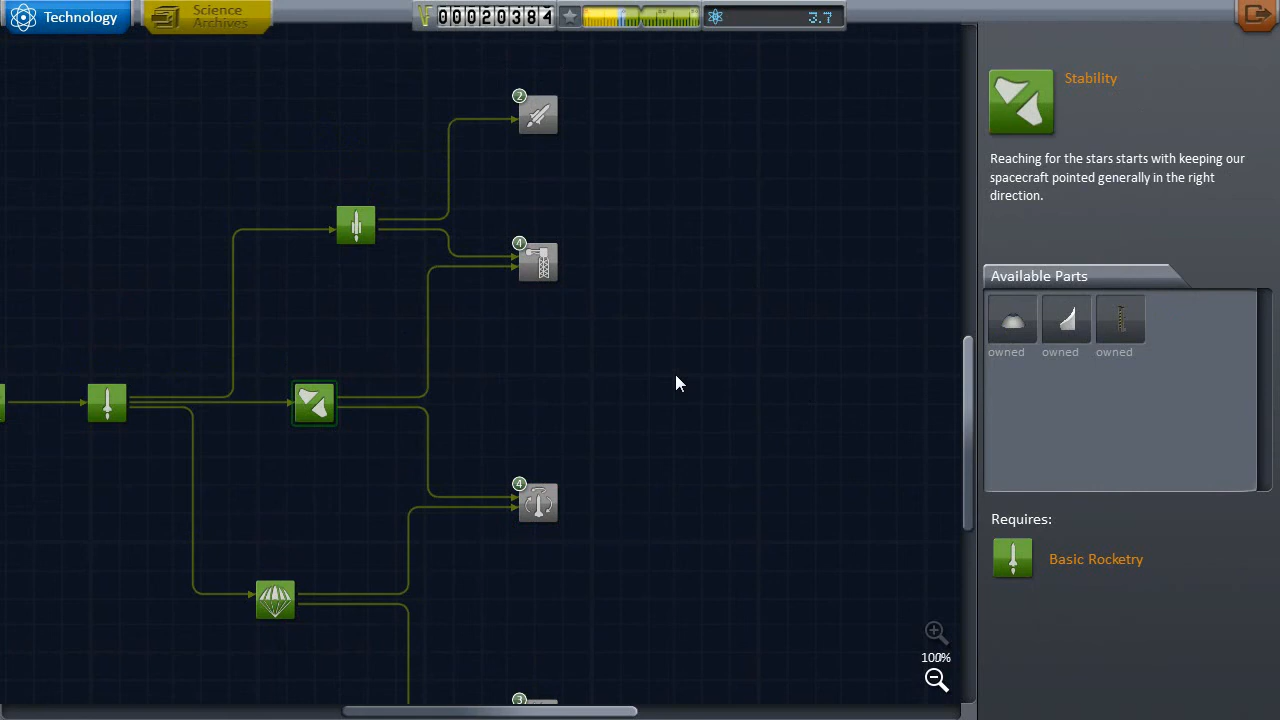 Technology
Science
Archives
00020384
3.7
Stability
Reaching for the stars starts with keeping our
spacecraft pointed generally in the right
direction.
Available Parts
owned owned owned
Requires:
Basic Rocketry
2
4
4
3
100%